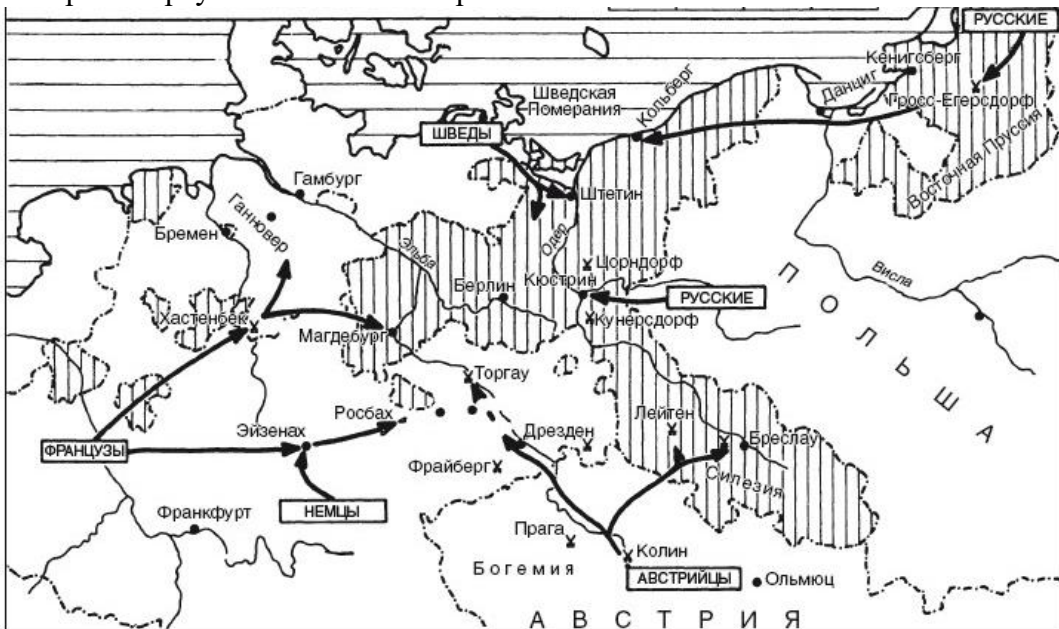 РУССКИЕ
Кенигсберг
Данциг
Гросс-Егерсдорф
Кольберг
Шведская
Померания
ШВЕДЫ
Восточная Пруссия
Гамбург
Штетин
Ганновер
Бремен
Эльба
Одер
Цорндорф
Висла
Берлин
Кюстрин
РУССКИЕ
ПОЛЬША
Хастенбек
Магдебург
Кунерсдорф
Торгау
Росбах
Лейтен
Эйзенах
Дрезден
Бреслау
ФРАНЦУЗЫ
Фрайберг
Силезия
НЕМЦЫ
Франкфурт
Прага
Колин
Богемия
АВСТРИЙЦЫ
Ольмюц
АВСТРИЯ